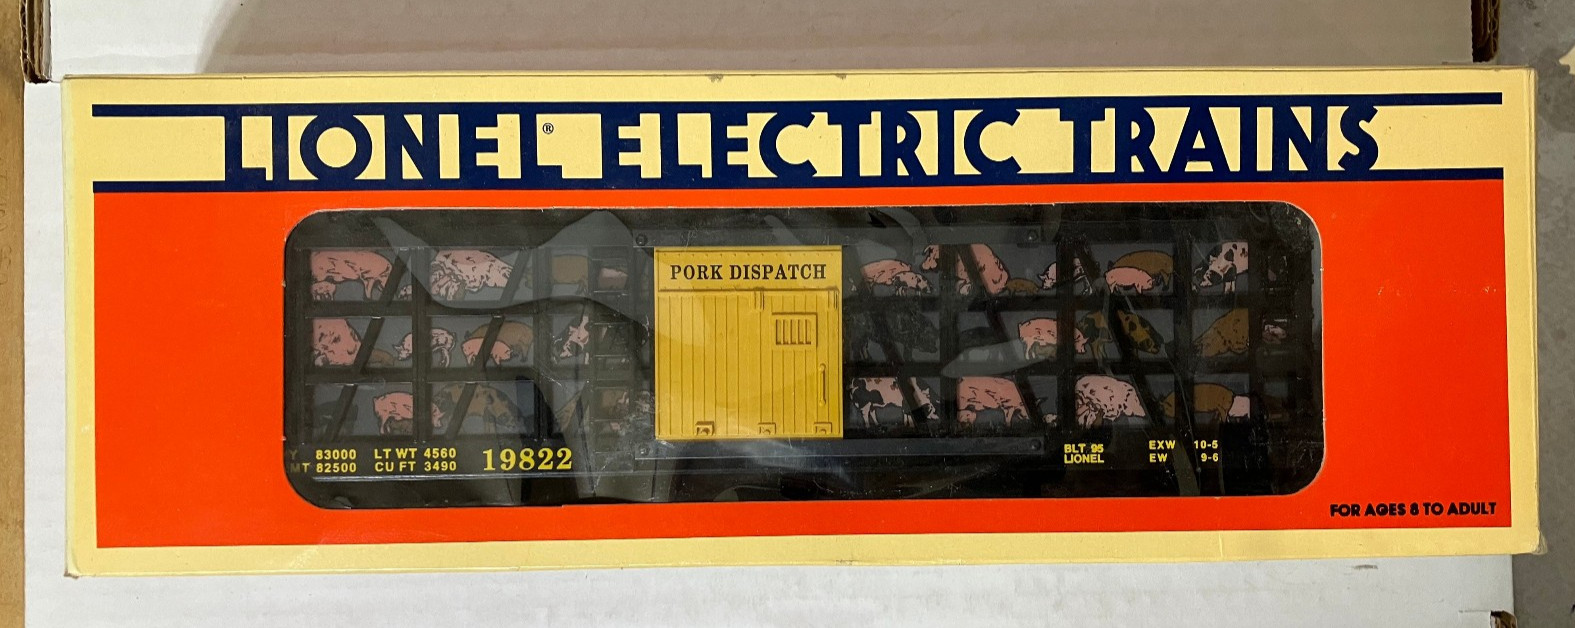 LIONEL® ELECTRIC TRAINS
PORK DISPATCH
83000 LT WT 4560
MT 82500 CU FT 3490
19822
BLT 95
LIONEL
EXW 10-5
EW 9-6
FOR AGES 8 TO ADULT